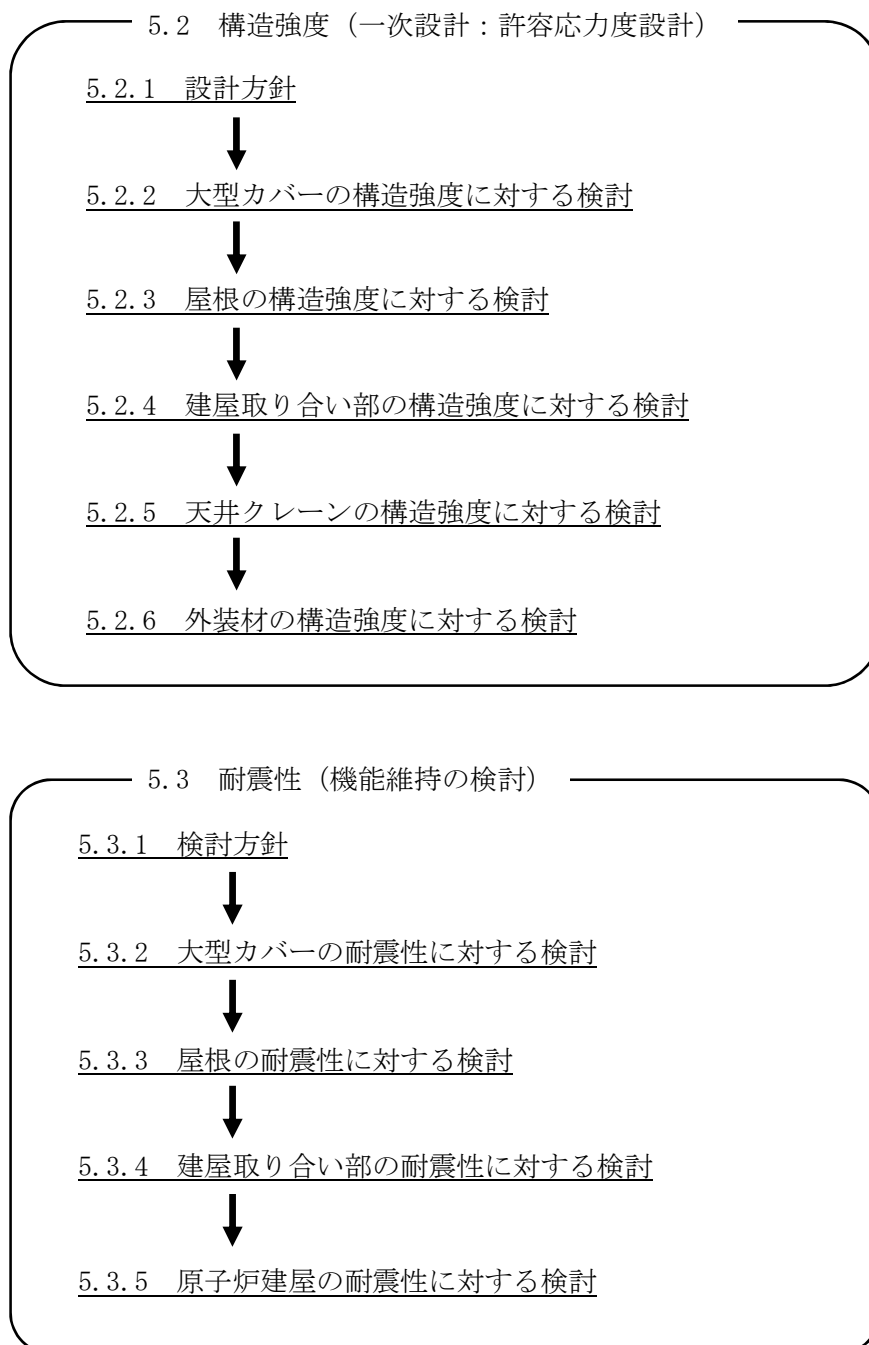 5.2 構造強度（一次設計：許容応力度設計）
5.2.1 設計方針
5.2.2 大型カバーの構造強度に対する検討
5.2.3 屋根の構造強度に対する検討
5.2.4 建屋取り合い部の構造強度に対する検討
5.2.5 天井クレーンの構造強度に対する検討
5.2.6 外装材の構造強度に対する検討
5.3 耐震性（機能維持の検討）
5.3.1 検討方針
5.3.2 大型カバーの耐震性に対する検討
5.3.3 屋根の耐震性に対する検討
5.3.4 建屋取り合い部の耐震性に対する検討
5.3.5 原子炉建屋の耐震性に対する検討